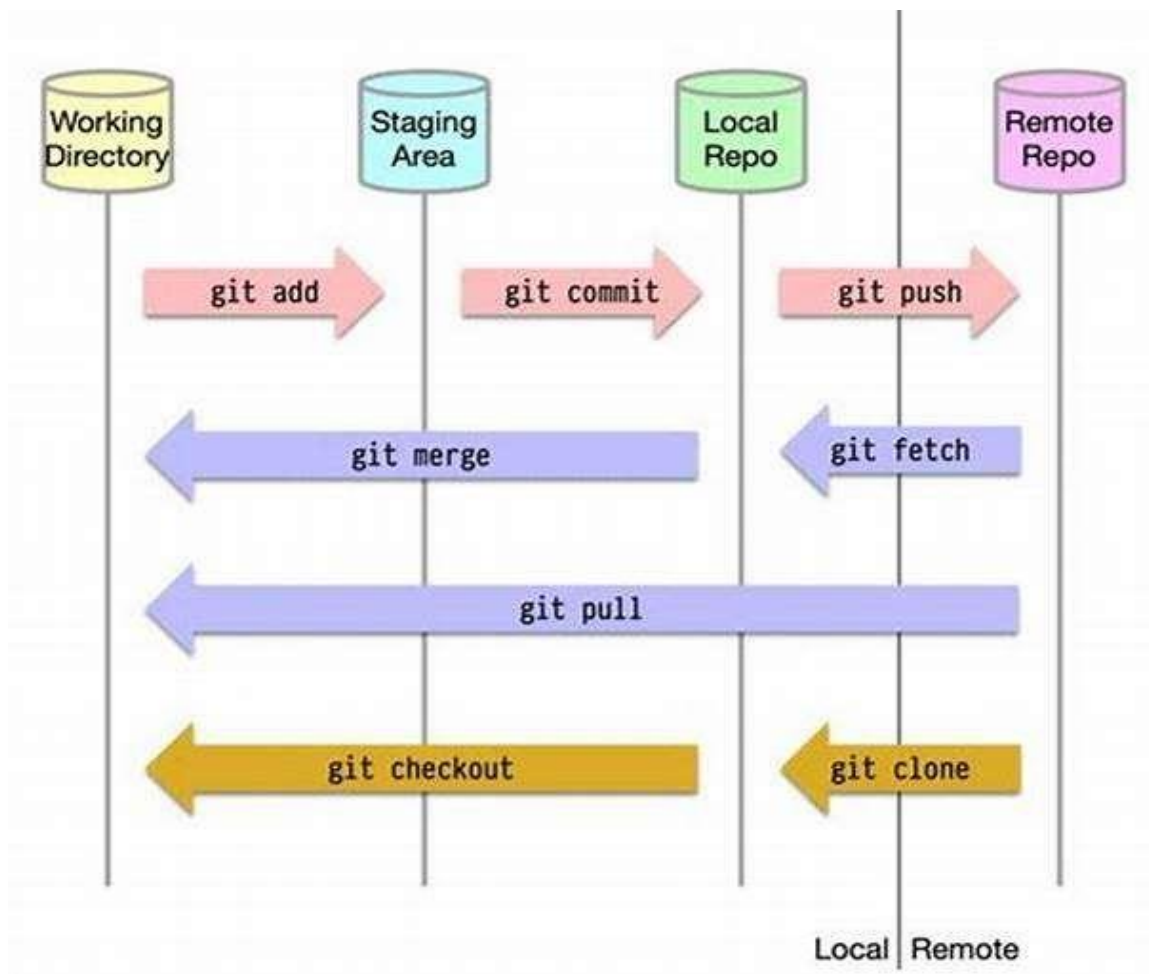 Working
Directory
Staging
Area
Local
Repo
Remote
Repo
git add
git commit
git push
git merge
git fetch
git pull
git checkout
git clone
Local
Remote